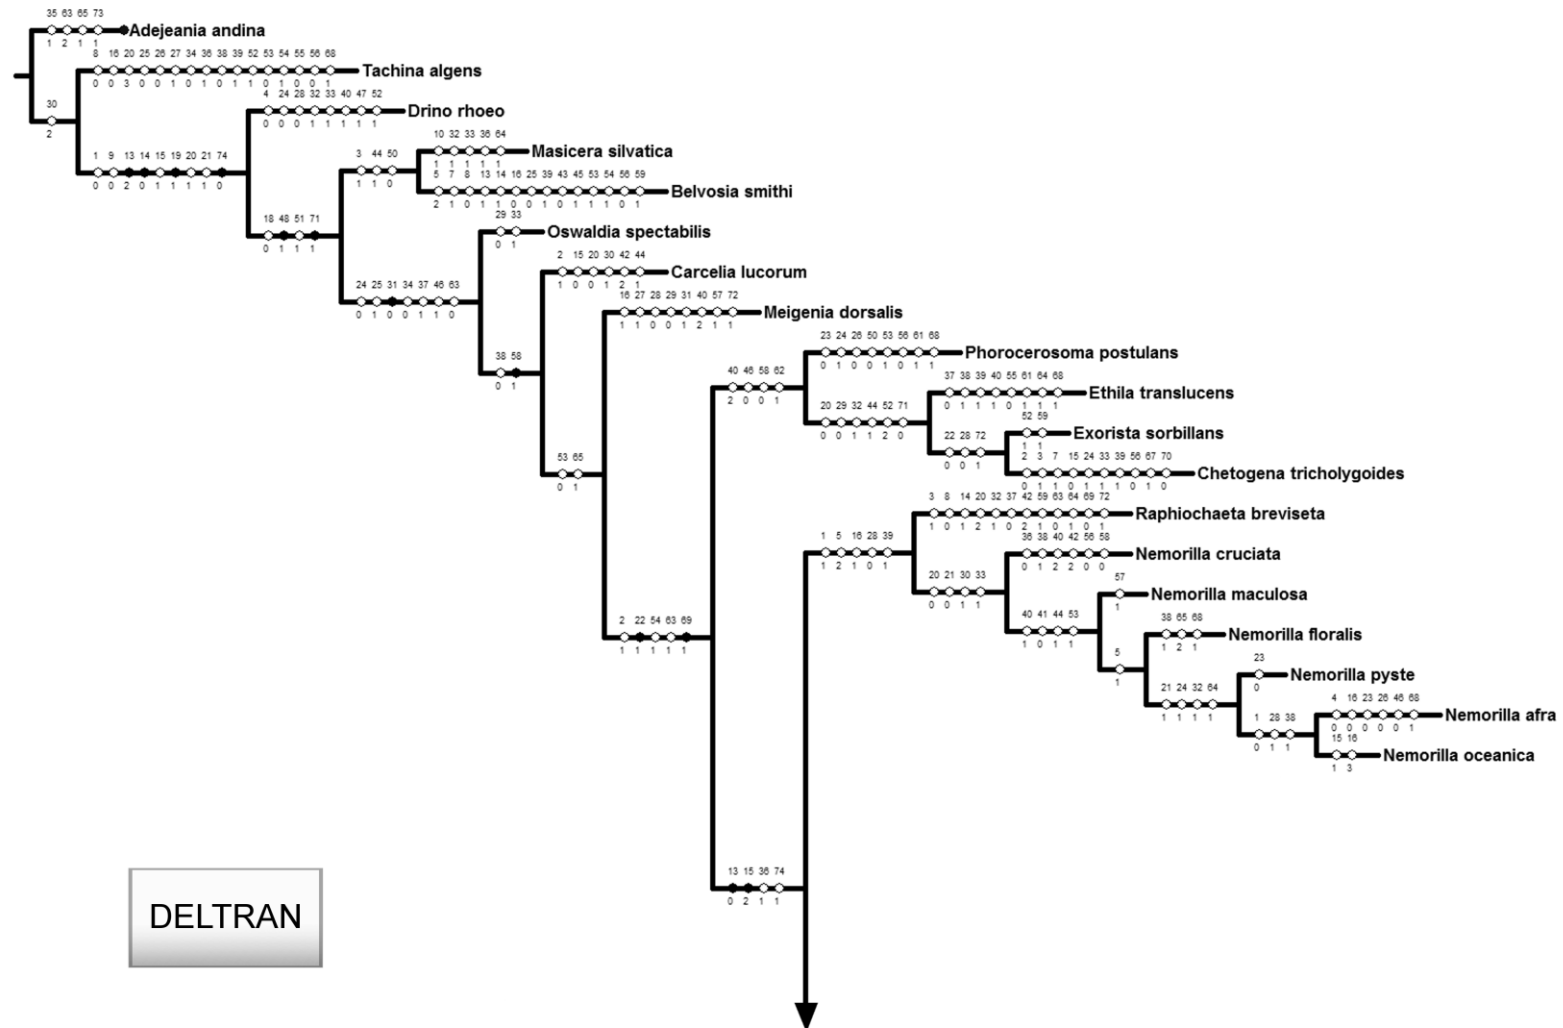 35 63 65 73
1 2 1 1
Adejeania andina
8 16 20 25 26 27 34 36 38 39 52 53 54 55 56 68
0 0 3 0 0 1 0 1 0 1 1 0 1 0 0 1
Tachina algens
30
2
4 24 28 32 33 40 47 52
0 0 0 1 1 1 1 1
Drino rhoeo
1 9 13 14 15 19 20 21 74
0 0 2 0 1 1 1 1 0
3 44 50
1 1 0
10 32 33 36 64
1 1 1 1 1
Masicera silvatica
5 7 8 13 14 16 25 39 43 45 53 54 56 59
2 1 0 1 1 0 0 1 0 1 1 1 0 1
Belvosia smithi
18 48 51 71
0 1 1 1
29 33
0 1
Oswaldia spectabilis
24 25 31 34 37 46 63
0 1 0 0 1 1 0
2 15 20 30 42 44
1 0 0 1 2 1
Carcelia lucorum
16 27 28 29 31 40 57 72
1 1 0 0 1 2 1 1
Meigenia dorsalis
38 58
0 1
23 24 26 50 53 56 61 68
0 1 0 0 1 0 1 1
Phorocerosoma postulans
40 46 58 62
2 0 0 1
37 38 39 40 55 61 64 68
0 1 1 1 0 1 1 1
Ethila translucens
20 29 32 44 52 71
0 0 1 1 2 0
52 59
1 1
Exorista sorbillans
22 28 72
0 0 1
2 3 7 15 24 33 39 56 67 70
0 1 1 0 1 1 1 0 1 0
Chetogena tricholygoides
53 65
0 1
3 8 14 20 32 37 42 59 63 64 69 72
1 0 1 2 1 0 2 1 0 1 0 1
Raphiochaeta breviseta
1 5 16 28 39
1 2 1 0 1
36 38 40 42 56 58
0 1 2 2 0 0
Nemorilla cruciata
20 21 30 33
0 0 1 1
57
1
Nemorilla maculosa
40 41 44 53
1 0 1 1
38 65 68
1 2 1
Nemorilla floralis
2 22 54 63 69
1 1 1 1 1
5
1
23
0
Nemorilla pyste
21 24 32 64
1 1 1 1
4 16 23 26 46 68
0 0 0 0 0 1
Nemorilla afra
1 28 38
0 1 1
15 16
1 3
Nemorilla oceanica
13 15 36 74
0 2 1 1
DELTRAN